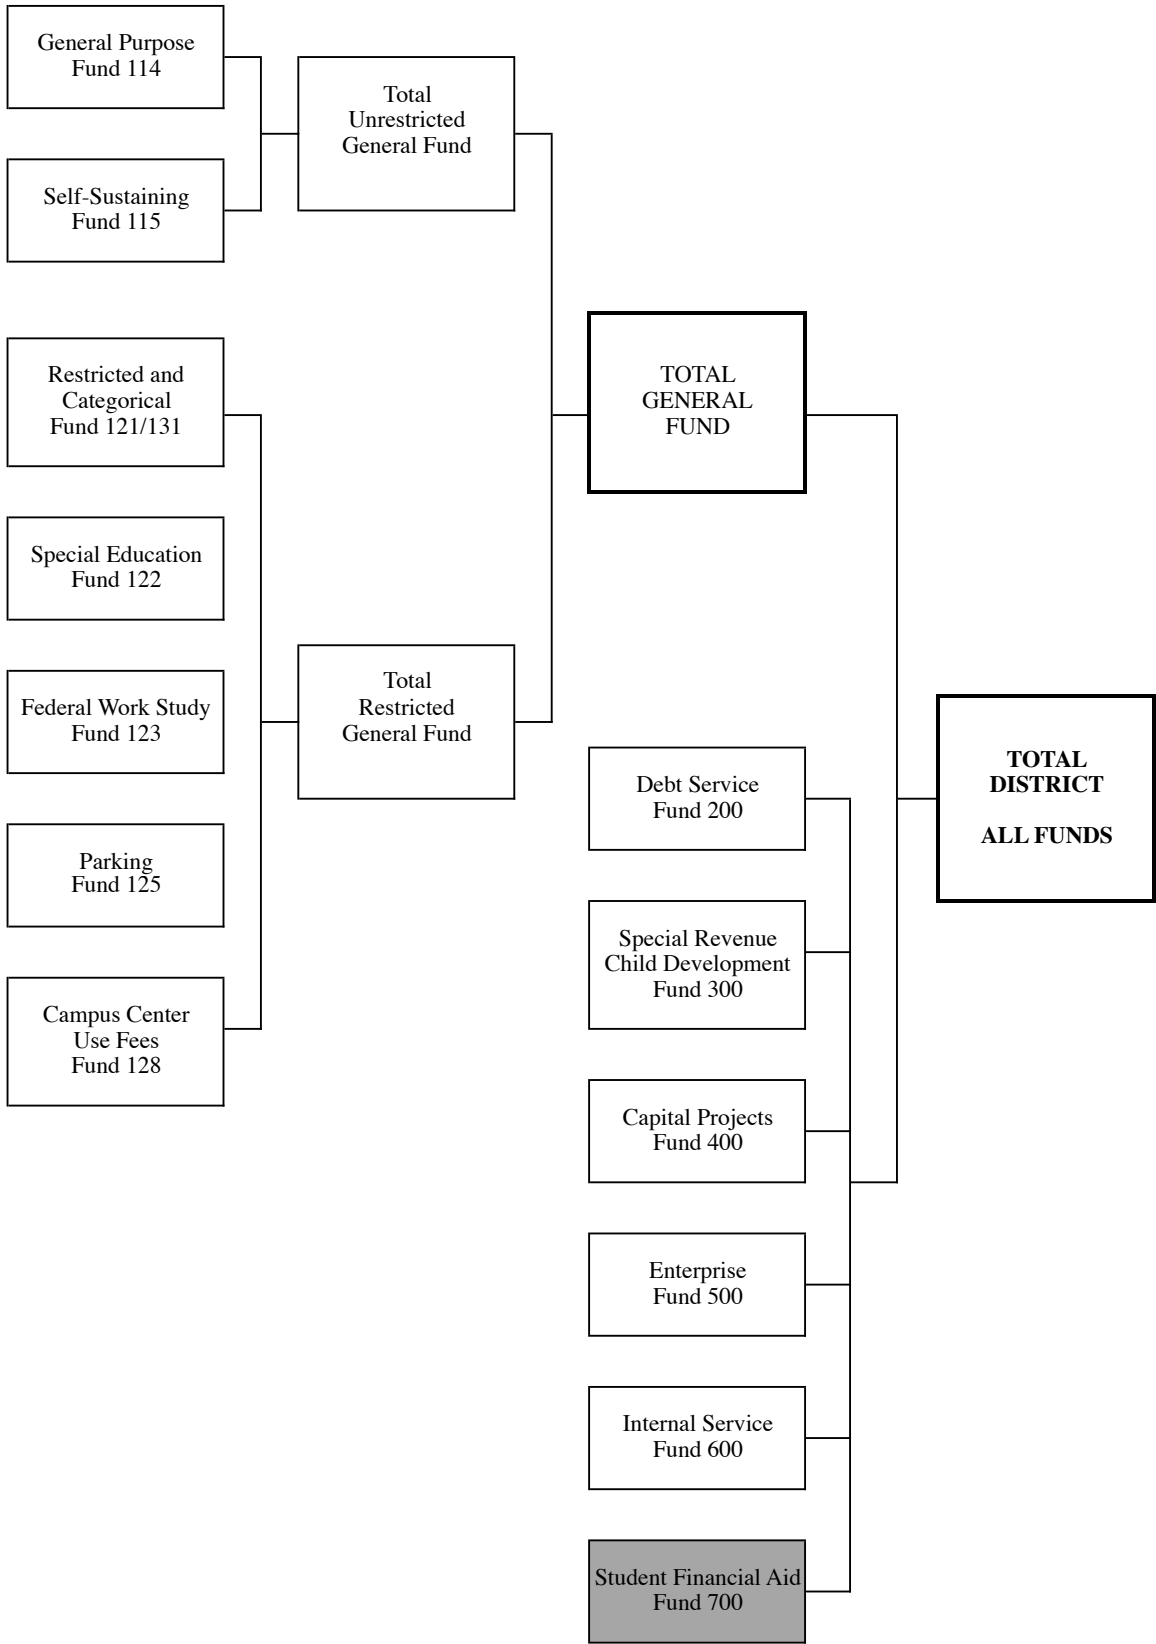 General Purpose
Fund 114
Self-Sustaining
Fund 115
Restricted and
Categorical
Fund 121/131
Special Education
Fund 122
Federal Work Study
Fund 123
Parking
Fund 125
Campus Center
Use Fees
Fund 128
Total
Unrestricted
General Fund
Total
Restricted
General Fund
TOTAL
GENERAL
FUND
Debt Service
Fund 200
Special Revenue
Child Development
Fund 300
Capital Projects
Fund 400
Enterprise
Fund 500
Internal Service
Fund 600
Student Financial Aid
Fund 700
TOTAL
DISTRICT
ALL FUNDS